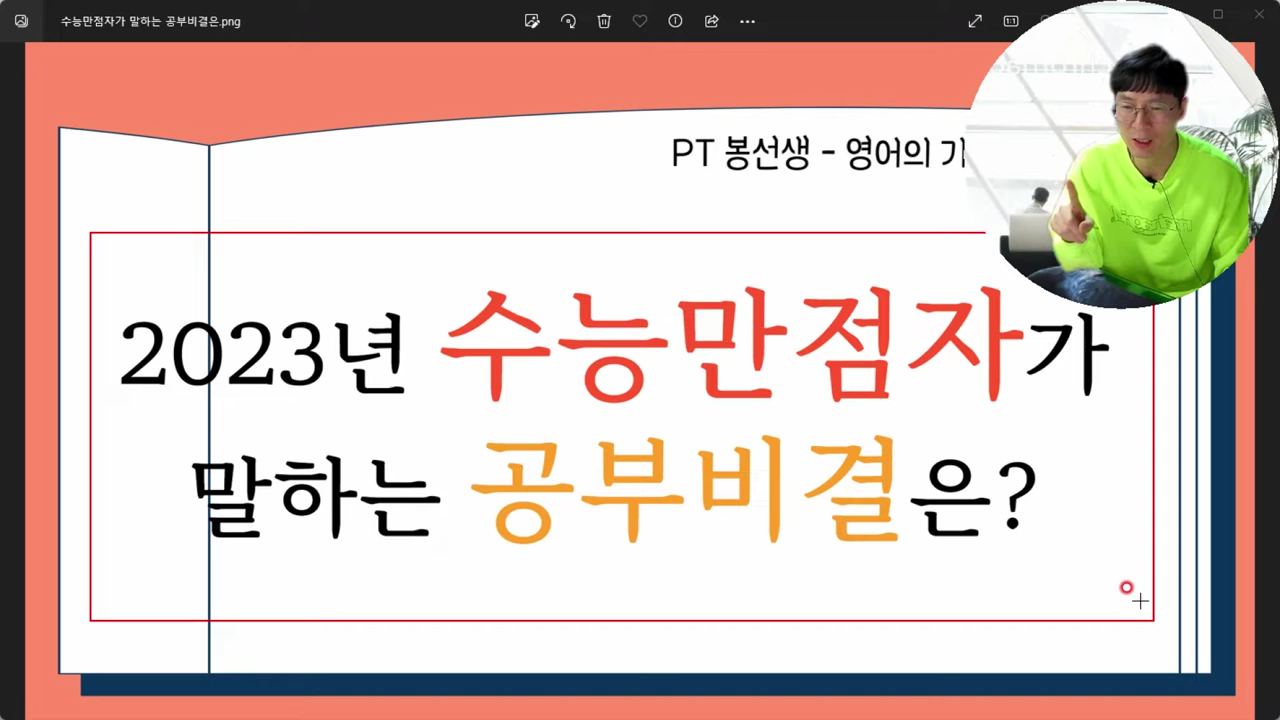 수능만점자가 말하는 공부비결은.png
1:1
PT 봉선생 - 영어의
2023년 수능만점자가
말하는 공부비결은?